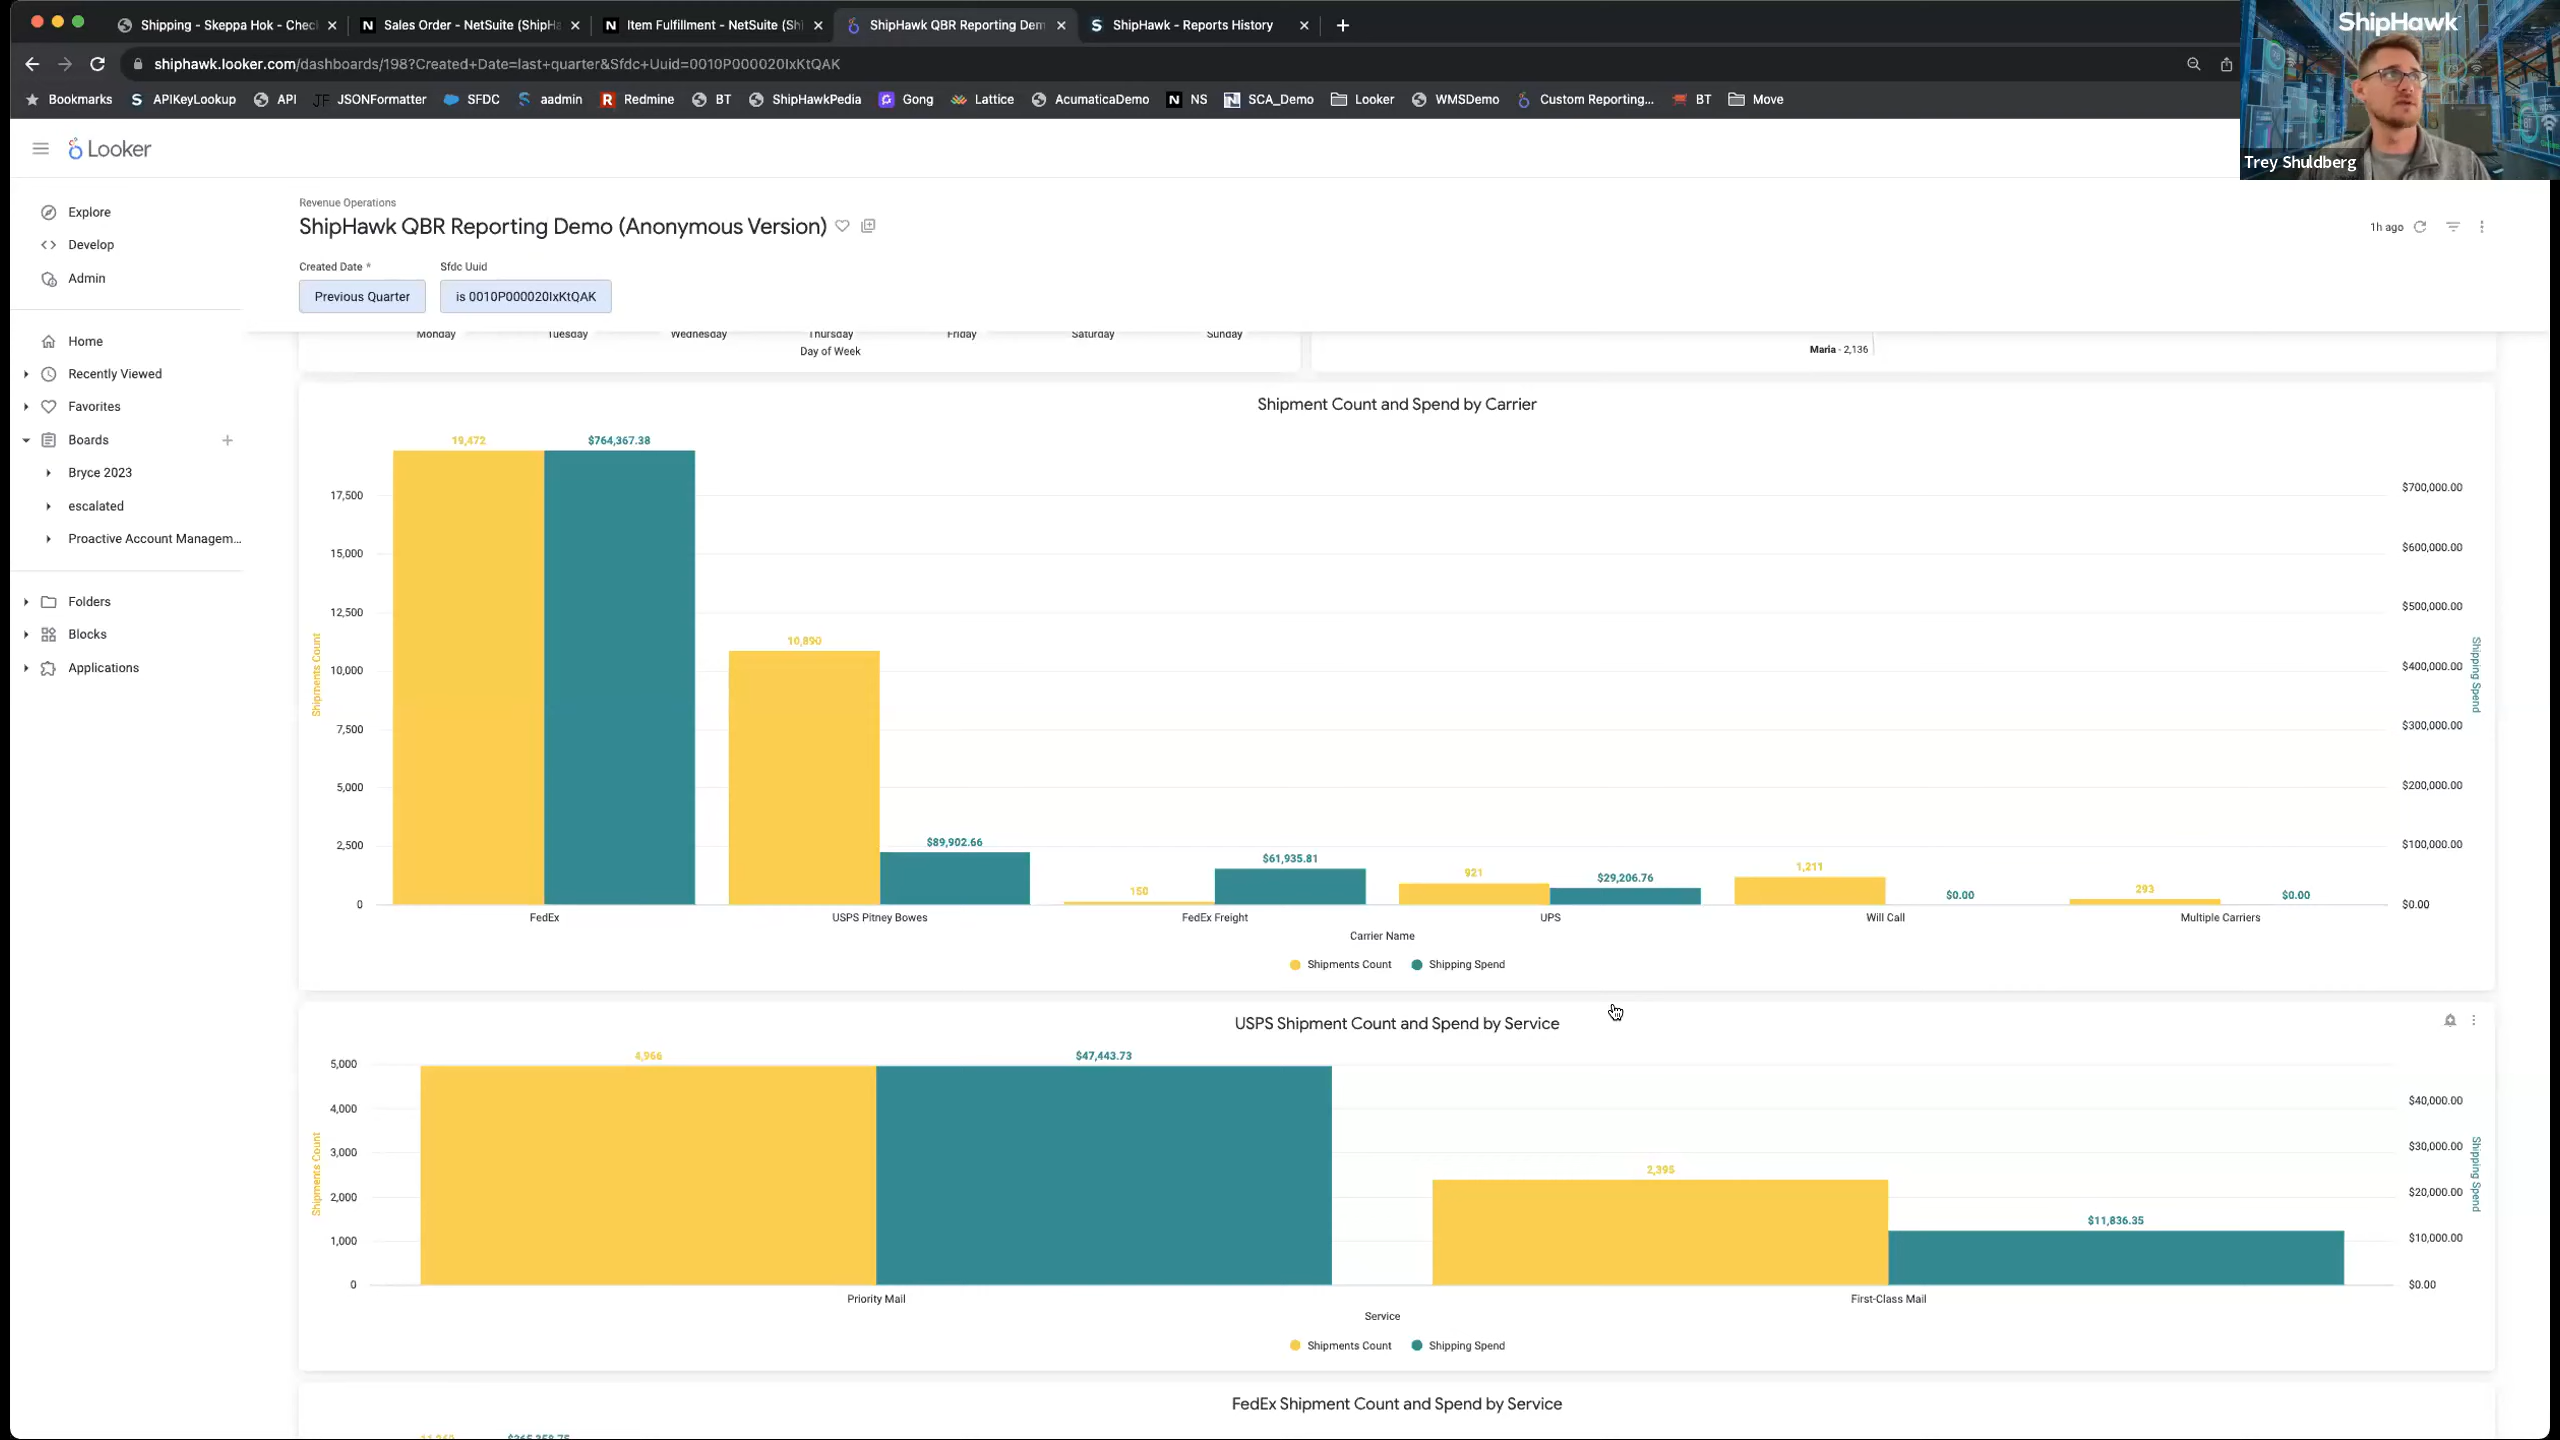 Shipping - Skeppa Hok - Chec
Sales Order - NetSuite (ShipHa
Item Fulfillment - NetSuite (Shi
ShipHawk QBR Reporting Dem
ShipHawk - Reports History
ShipHawk
shiphawk.looker.com/dashboards/198?Created+Date=last+quarter&Sfdc+Uuid=0010P000020IxKtQAK
Bookmarks APIKeyLookup API JSONFormatter SFDC aadmin Redmine BT ShipHawkPedia Gong Lattice AcumaticaDemo NS SCA_Demo Looker WMSDemo Custom Reporting... BT Move
Trey Shuldberg
Looker
Explore
Develop
Admin
Home
Recently Viewed
Favorites
Boards
Bryce 2023
escalated
Proactive Account Managem...
Folders
Blocks
Applications
Revenue Operations
ShipHawk QBR Reporting Demo (Anonymous Version)
1h ago
Created Date * Sfdc Uuid
Previous Quarter is 0010P000020IxKtQAK
Monday Tuesday Wednesday Thursday Friday Saturday Sunday
Day of Week
Maria - 2,136
Shipment Count and Spend by Carrier
19,472 $764,367.38
17,500 $700,000.00
15,000 $600,000.00
12,500 $500,000.00
10,890
10,000 $400,000.00
Shipments Count
Shipping Spend
7,500 $300,000.00
5,000 $200,000.00
2,500 $100,000.00
$89,902.66
150 $61,935.81
921 $29,206.76
1,211 $0.00
293 $0.00
0 $0.00
FedEx USPS Pitney Bowes FedEx Freight UPS Will Call Multiple Carriers
Carrier Name
Shipments Count Shipping Spend
USPS Shipment Count and Spend by Service
4,966 $47,443.73
5,000
4,000 $40,000.00
3,000 $30,000.00
Shipments Count
Shipping Spend
2,395
2,000 $20,000.00
$11,836.35
1,000 $10,000.00
0 $0.00
Priority Mail First-Class Mail
Service
Shipments Count Shipping Spend
FedEx Shipment Count and Spend by Service